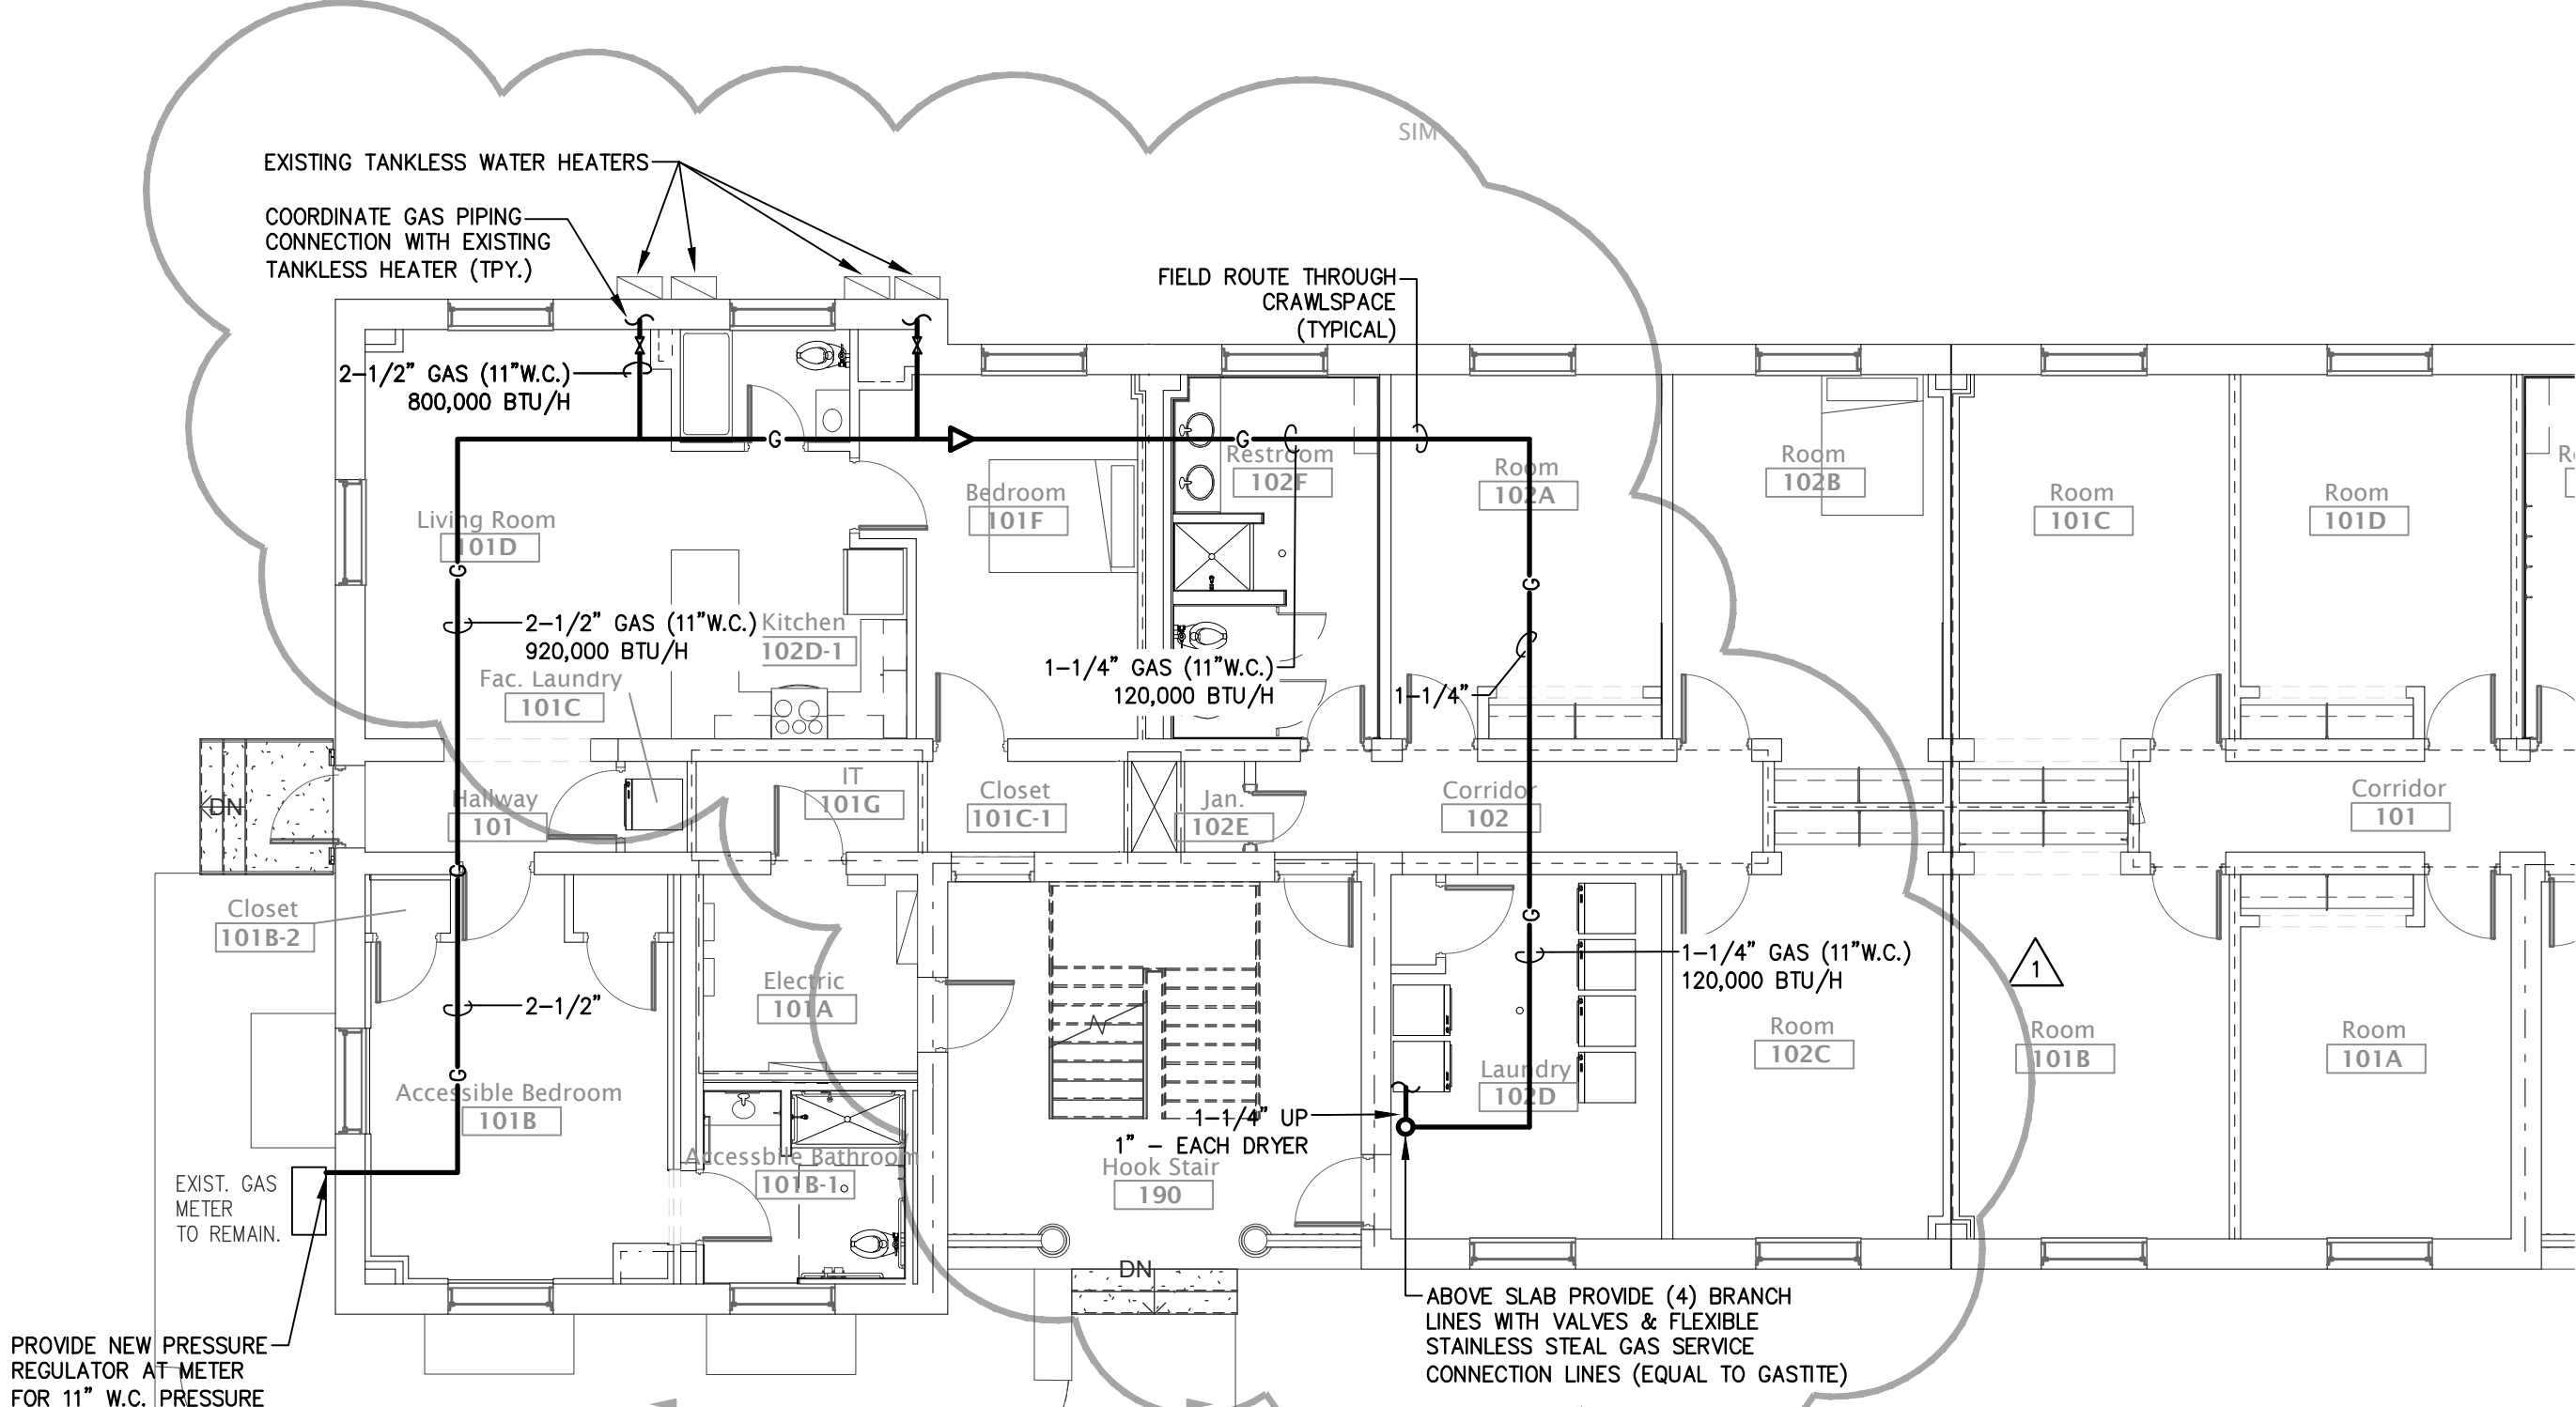 SIM
EXISTING TANKLESS WATER HEATERS
COORDINATE GAS PIPING
CONNECTION WITH EXISTING
TANKLESS HEATER (TPY.)
FIELD ROUTE THROUGH
CRAWLSPACE
(TYPICAL)
2-1/2" GAS (11"W.C.)
800,000 BTU/H
G
G
Restroom
102F
Room
102A
Room
102B
Room
101C
Room
101D
Bedroom
101F
Living Room
101D
G
G
2-1/2" GAS (11"W.C.)
920,000 BTU/H
Kitchen
102D-1
Fac. Laundry
101C
1-1/4" GAS (11"W.C.)
120,000 BTU/H
1-1/4"
DN
Hallway
101
IT
101G
Closet
101C-1
Jan.
102E
Corridor
102
Corridor
101
G
G
Closet
101B-2
1-1/4" GAS (11"W.C.)
120,000 BTU/H
1
2-1/2"
Electric
101A
Room
102C
Room
101B
Room
101A
G
Laundry
102D
Accessible Bedroom
101B
1-1/4" UP
1" - EACH DRYER
Accessbile Bathroom
101B-1
Hook Stair
190
EXIST. GAS
METER
TO REMAIN.
DN
ABOVE SLAB PROVIDE (4) BRANCH
LINES WITH VALVES & FLEXIBLE
STAINLESS STEAL GAS SERVICE
CONNECTION LINES (EQUAL TO GASTITE)
PROVIDE NEW PRESSURE
REGULATOR AT METER
FOR 11" W.C. PRESSURE